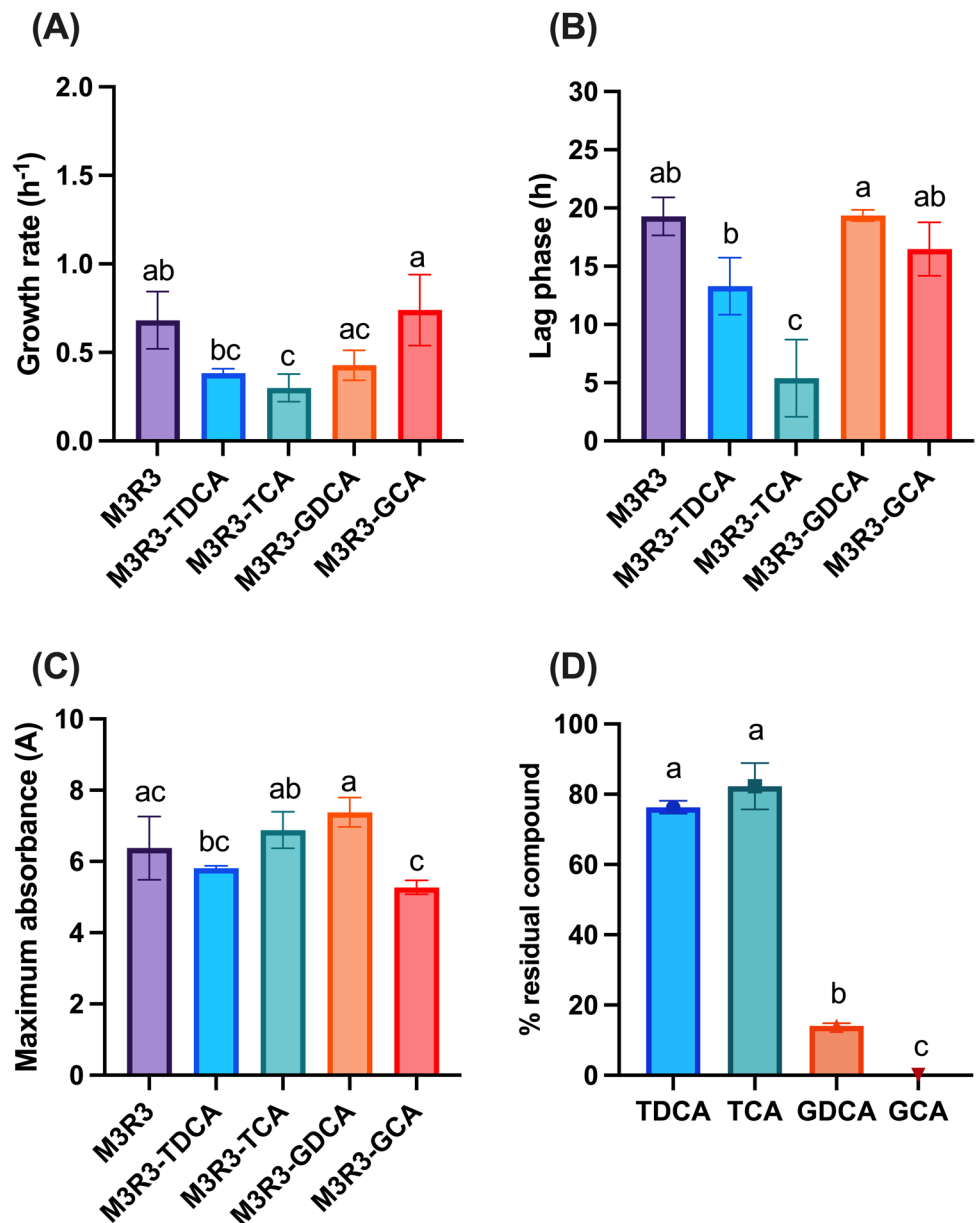 (A)
Growth rate (h-1)
2.0
1.5
1.0
0.5
0.0
ab
bc
c
ac
a
M3R3
M3R3-TDCA
M3R3-TCA
M3R3-GDCA
M3R3-GCA
(B)
Lag phase (h)
30
25
20
15
10
5
0
ab
b
c
a
ab
M3R3
M3R3-TDCA
M3R3-TCA
M3R3-GDCA
M3R3-GCA
(C)
Maximum absorbance (A)
10
8
6
4
2
0
ac
bc
ab
a
c
M3R3
M3R3-TDCA
M3R3-TCA
M3R3-GDCA
M3R3-GCA
(D)
% residual compound
100
80
60
40
20
0
a
a
b
c
TDCA
TCA
GDCA
GCA